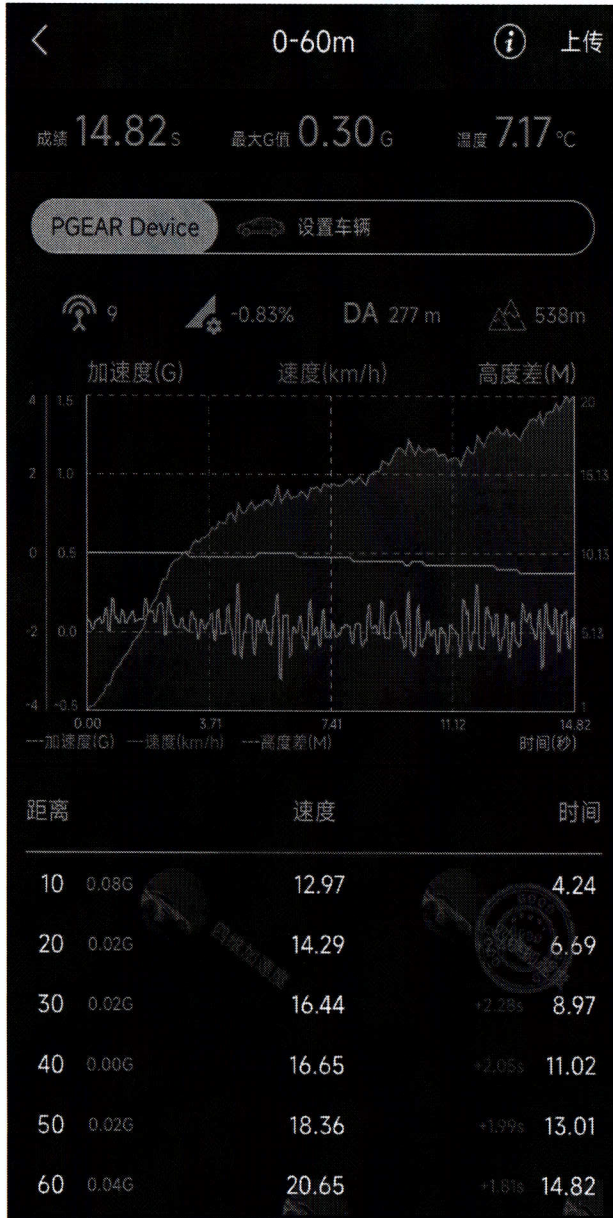 0-60m
上传
成绩 14.82 S 最大G值 0.30 G 温度 7.17 °C
PGEAR Device 设置车辆
9 -0.83% DA 277 m 538m
加速度(G) 速度(km/h) 高度差(M)
4 1.5 20
2 1.0 15.13
0 0.5 10.13
-2 0.0 5.13
-4 -0.5 1
0.00 3.71 7.41 11.12 14.82
—加速度(G) —速度(km/h) —高度差(M) 时间(秒)
距离 速度 时间
10 0.08G 12.97 4.24
20 0.02G 14.29 6.69
30 0.02G 16.44 +2.28s 8.97
40 0.00G 16.65 +2.05s 11.02
50 0.02G 18.36 +1.99s 13.01
60 0.04G 20.65 +1.81s 14.82